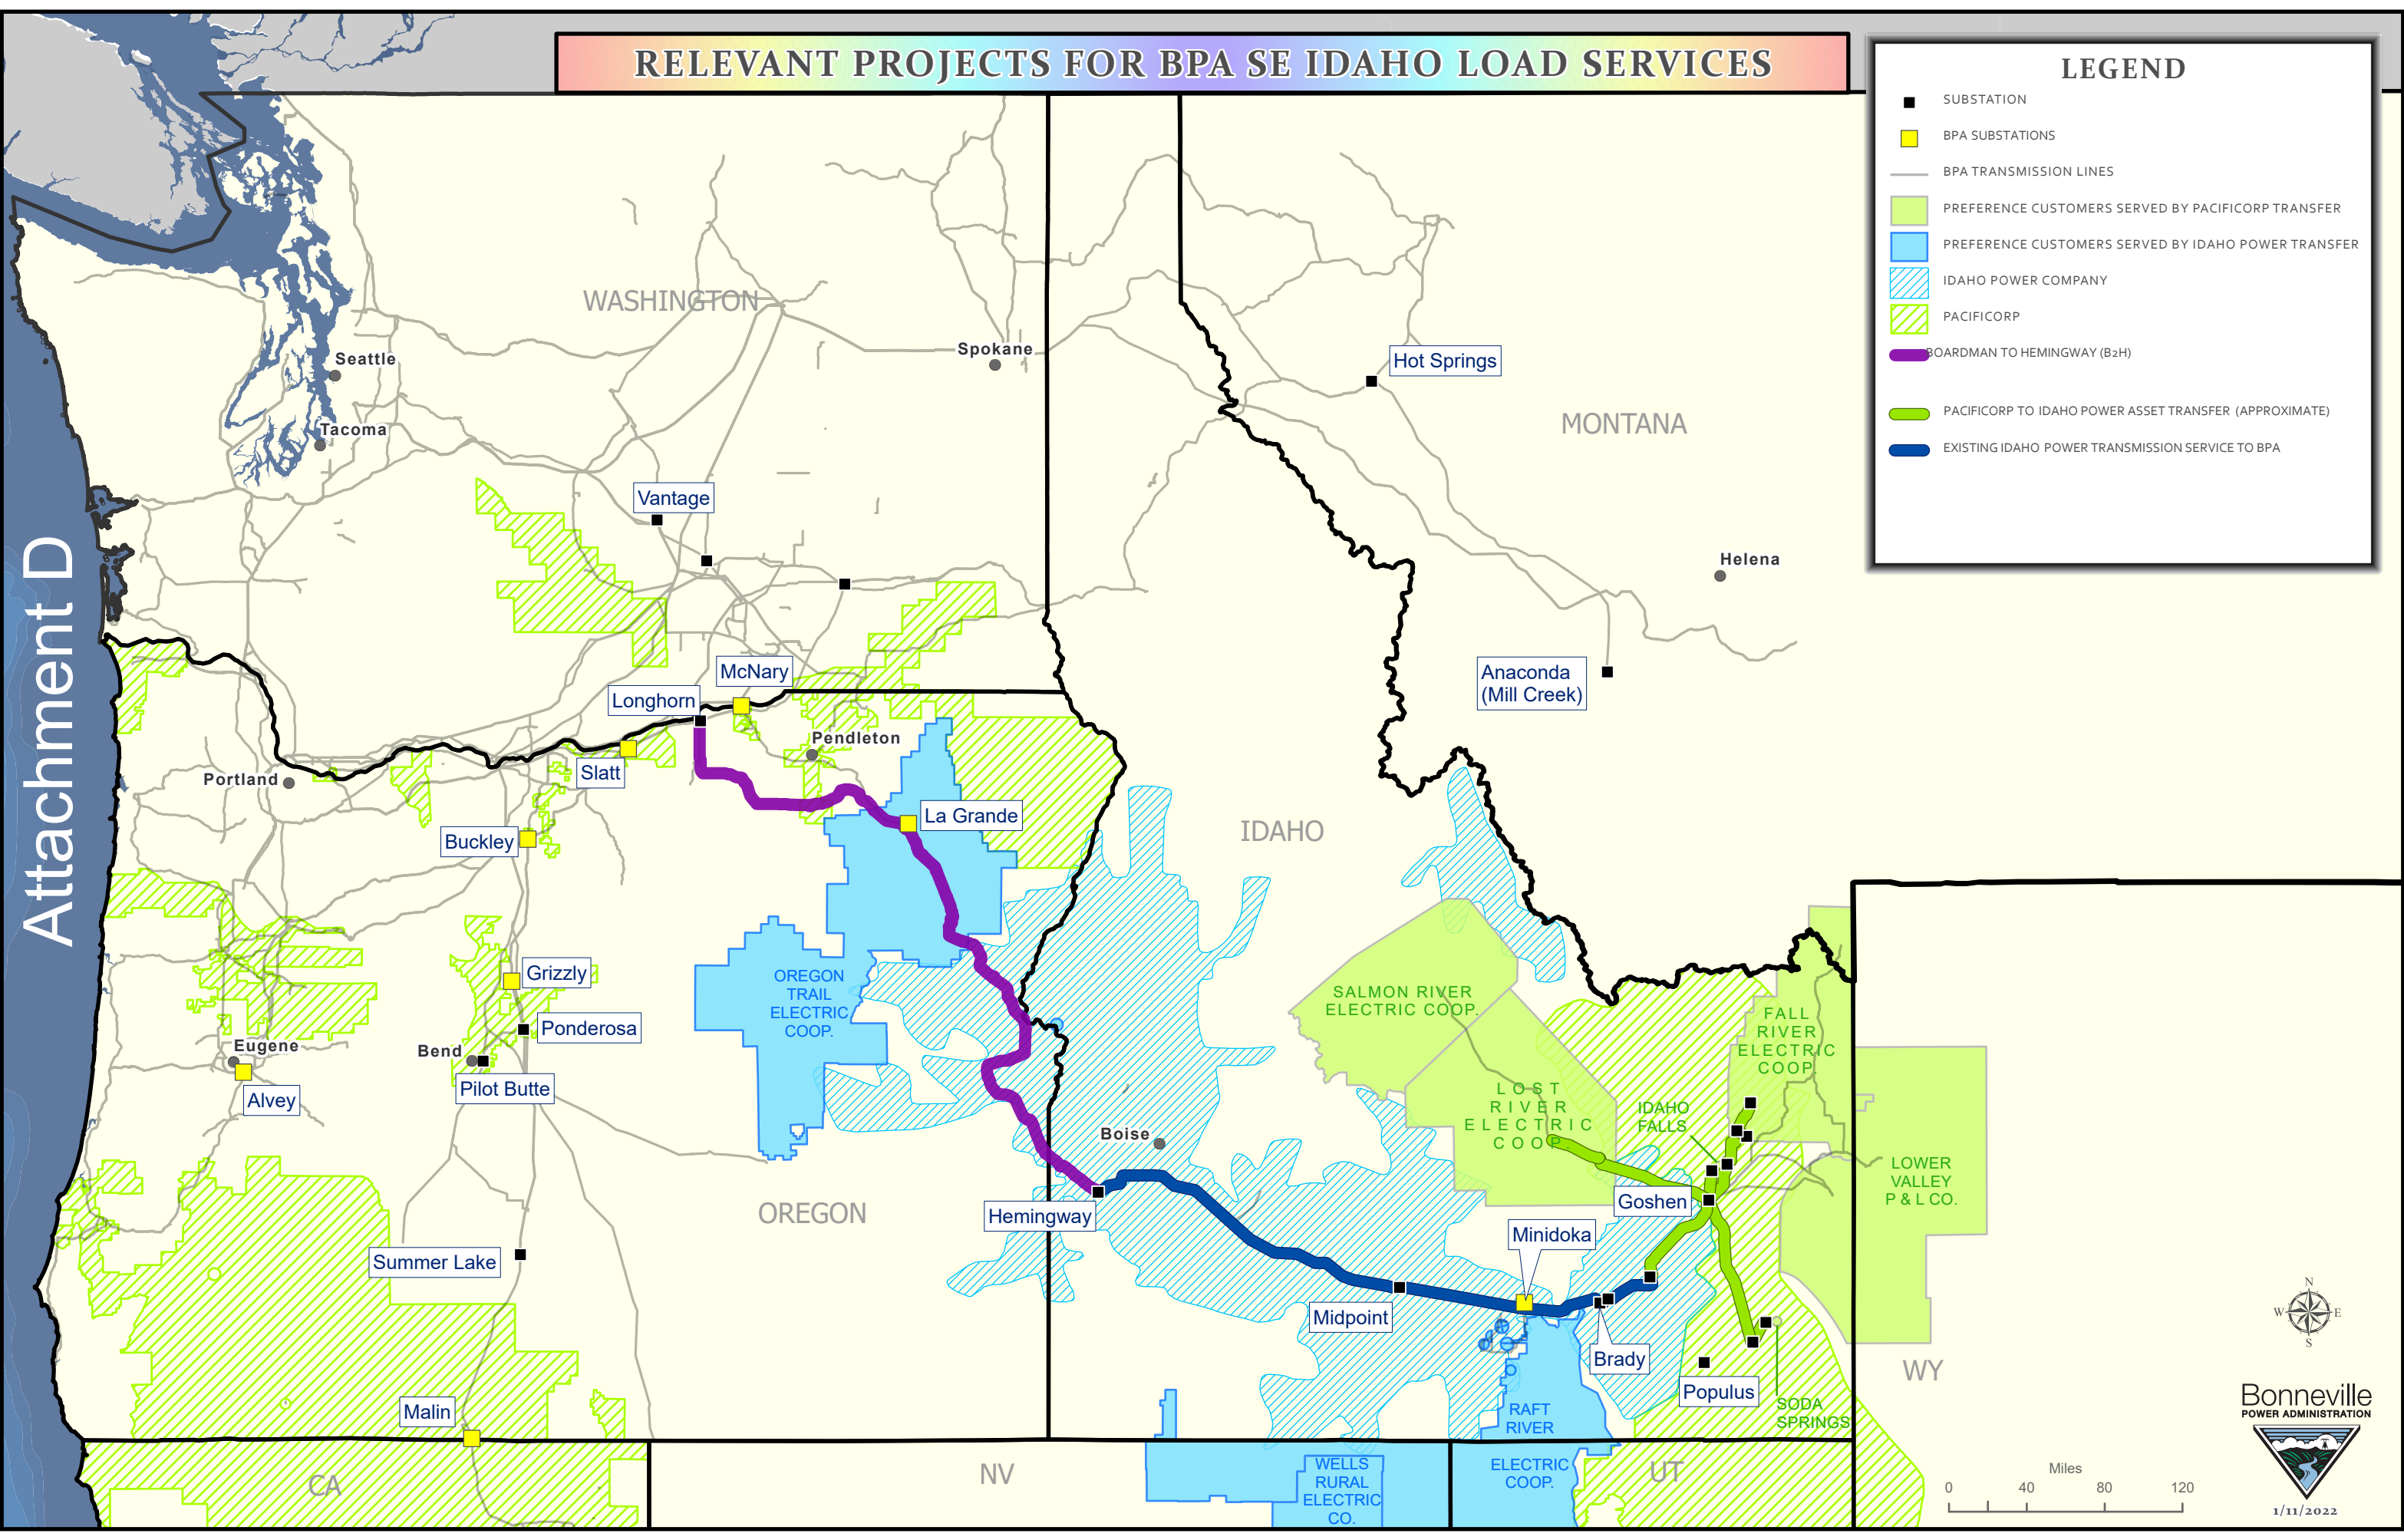 RELEVANT PROJECTS FOR BPA SE IDAHO LOAD SERVICES
LEGEND
SUBSTATION
BPA SUBSTATIONS
BPA TRANSMISSION LINES
PREFERENCE CUSTOMERS SERVED BY PACIFICORP TRANSFER
PREFERENCE CUSTOMERS SERVED BY IDAHO POWER TRANSFER
IDAHO POWER COMPANY
PACIFICORP
BOARDMAN TO HEMINGWAY (B2H)
PACIFICORP TO IDAHO POWER ASSET TRANSFER (APPROXIMATE)
EXISTING IDAHO POWER TRANSMISSION SERVICE TO BPA
Attachment D
WASHINGTON
Seattle
Spokane
Hot Springs
MONTANA
Tacoma
Vantage
Helena
McNary
Longhorn
Anaconda
(Mill Creek)
Pendleton
Slatt
Portland
La Grande
Buckley
IDAHO
Grizzly
OREGON
TRAIL
ELECTRIC
COOP.
SALMON RIVER
ELECTRIC COOP.
FALL
RIVER
ELECTRIC
COOP.
Ponderosa
Eugene
Bend
Pilot Butte
Alvey
LOST
RIVER
ELECTRIC
COOP.
IDAHO
FALLS
Boise
LOWER
VALLEY
P & L CO.
Goshen
OREGON
Hemingway
Minidoka
Summer Lake
Midpoint
Brady
Populus
WY
SODA
SPRINGS
Malin
RAFT
RIVER
ELECTRIC
COOP.
CA
NV
WELLS
RURAL
ELECTRIC
CO.
UT
N
W
E
S
Miles
0 40 80 120
Bonneville
POWER ADMINISTRATION
1/11/2022